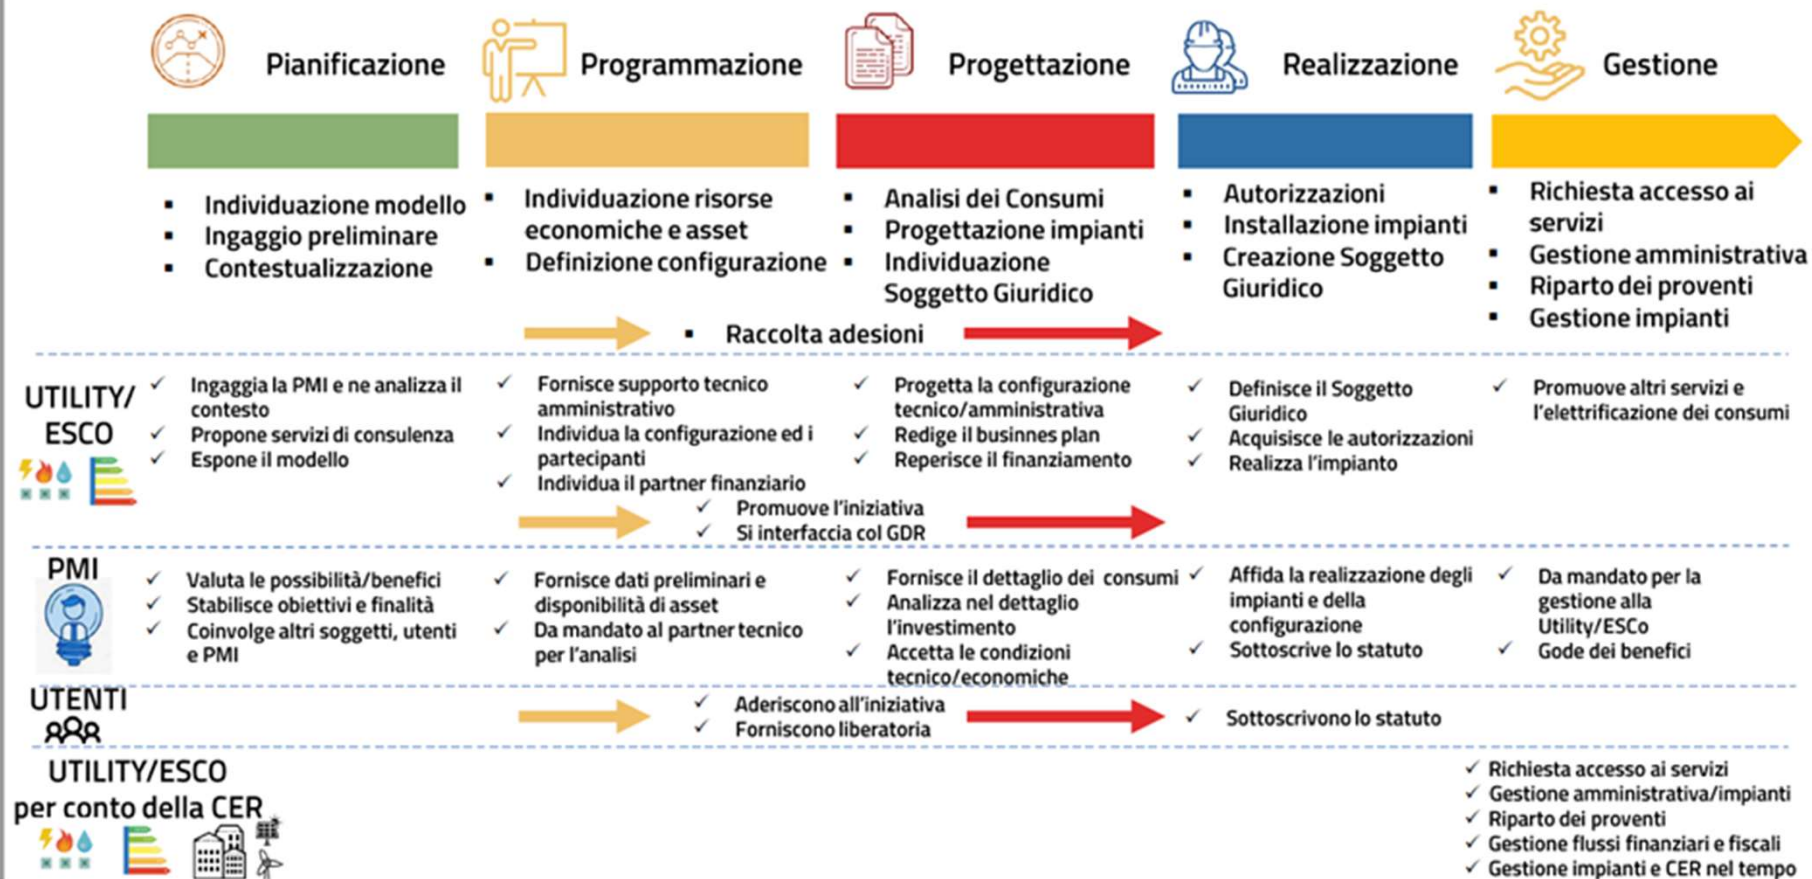 Pianificazione
Programmazione
Progettazione
Realizzazione
Gestione
▪ Individuazione modello
▪ Ingaggio preliminare
▪ Contestualizzazione
▪ Individuazione risorse
economiche e asset
▪ Definizione configurazione
▪ Analisi dei Consumi
▪ Progettazione impianti
▪ Individuazione
Soggetto Giuridico
▪ Autorizzazioni
▪ Installazione impianti
▪ Creazione Soggetto
Giuridico
▪ Richiesta accesso ai
servizi
▪ Gestione amministrativa
▪ Riparto dei proventi
▪ Gestione impianti
▪ Raccolta adesioni
UTILITY/
ESCO
✓ Ingaggia la PMI e ne analizza il
contesto
✓ Propone servizi di consulenza
✓ Espone il modello
✓ Fornisce supporto tecnico
amministrativo
✓ Individua la configurazione ed i
partecipanti
✓ Individua il partner finanziario
✓ Progetta la configurazione
tecnico/amministrativa
✓ Redige il businnes plan
✓ Reperisce il finanziamento
✓ Definisce il Soggetto
Giuridico
✓ Acquisisce le autorizzazioni
✓ Realizza l'impianto
✓ Promuove altri servizi e
l'elettrificazione dei consumi
✓ Promuove l'iniziativa
✓ Si interfaccia col GDR
PMI
✓ Valuta le possibilità/benefici
✓ Stabilisce obiettivi e finalità
✓ Coinvolge altri soggetti, utenti
e PMI
✓ Fornisce dati preliminari e
disponibilità di asset
✓ Da mandato al partner tecnico
per l'analisi
✓ Fornisce il dettaglio dei consumi
✓ Analizza nel dettaglio
l'investimento
✓ Accetta le condizioni
tecnico/economiche
✓ Affida la realizzazione degli
impianti e della
configurazione
✓ Sottoscrive lo statuto
✓ Da mandato per la
gestione alla
Utility/ESCo
✓ Gode dei benefici
UTENTI
✓ Aderiscono all'iniziativa
✓ Forniscono liberatoria
✓ Sottoscrivono lo statuto
UTILITY/ESCO
per conto della CER
✓ Richiesta accesso ai servizi
✓ Gestione amministrativa/impianti
✓ Riparto dei proventi
✓ Gestione flussi finanziari e fiscali
✓ Gestione impianti e CER nel tempo